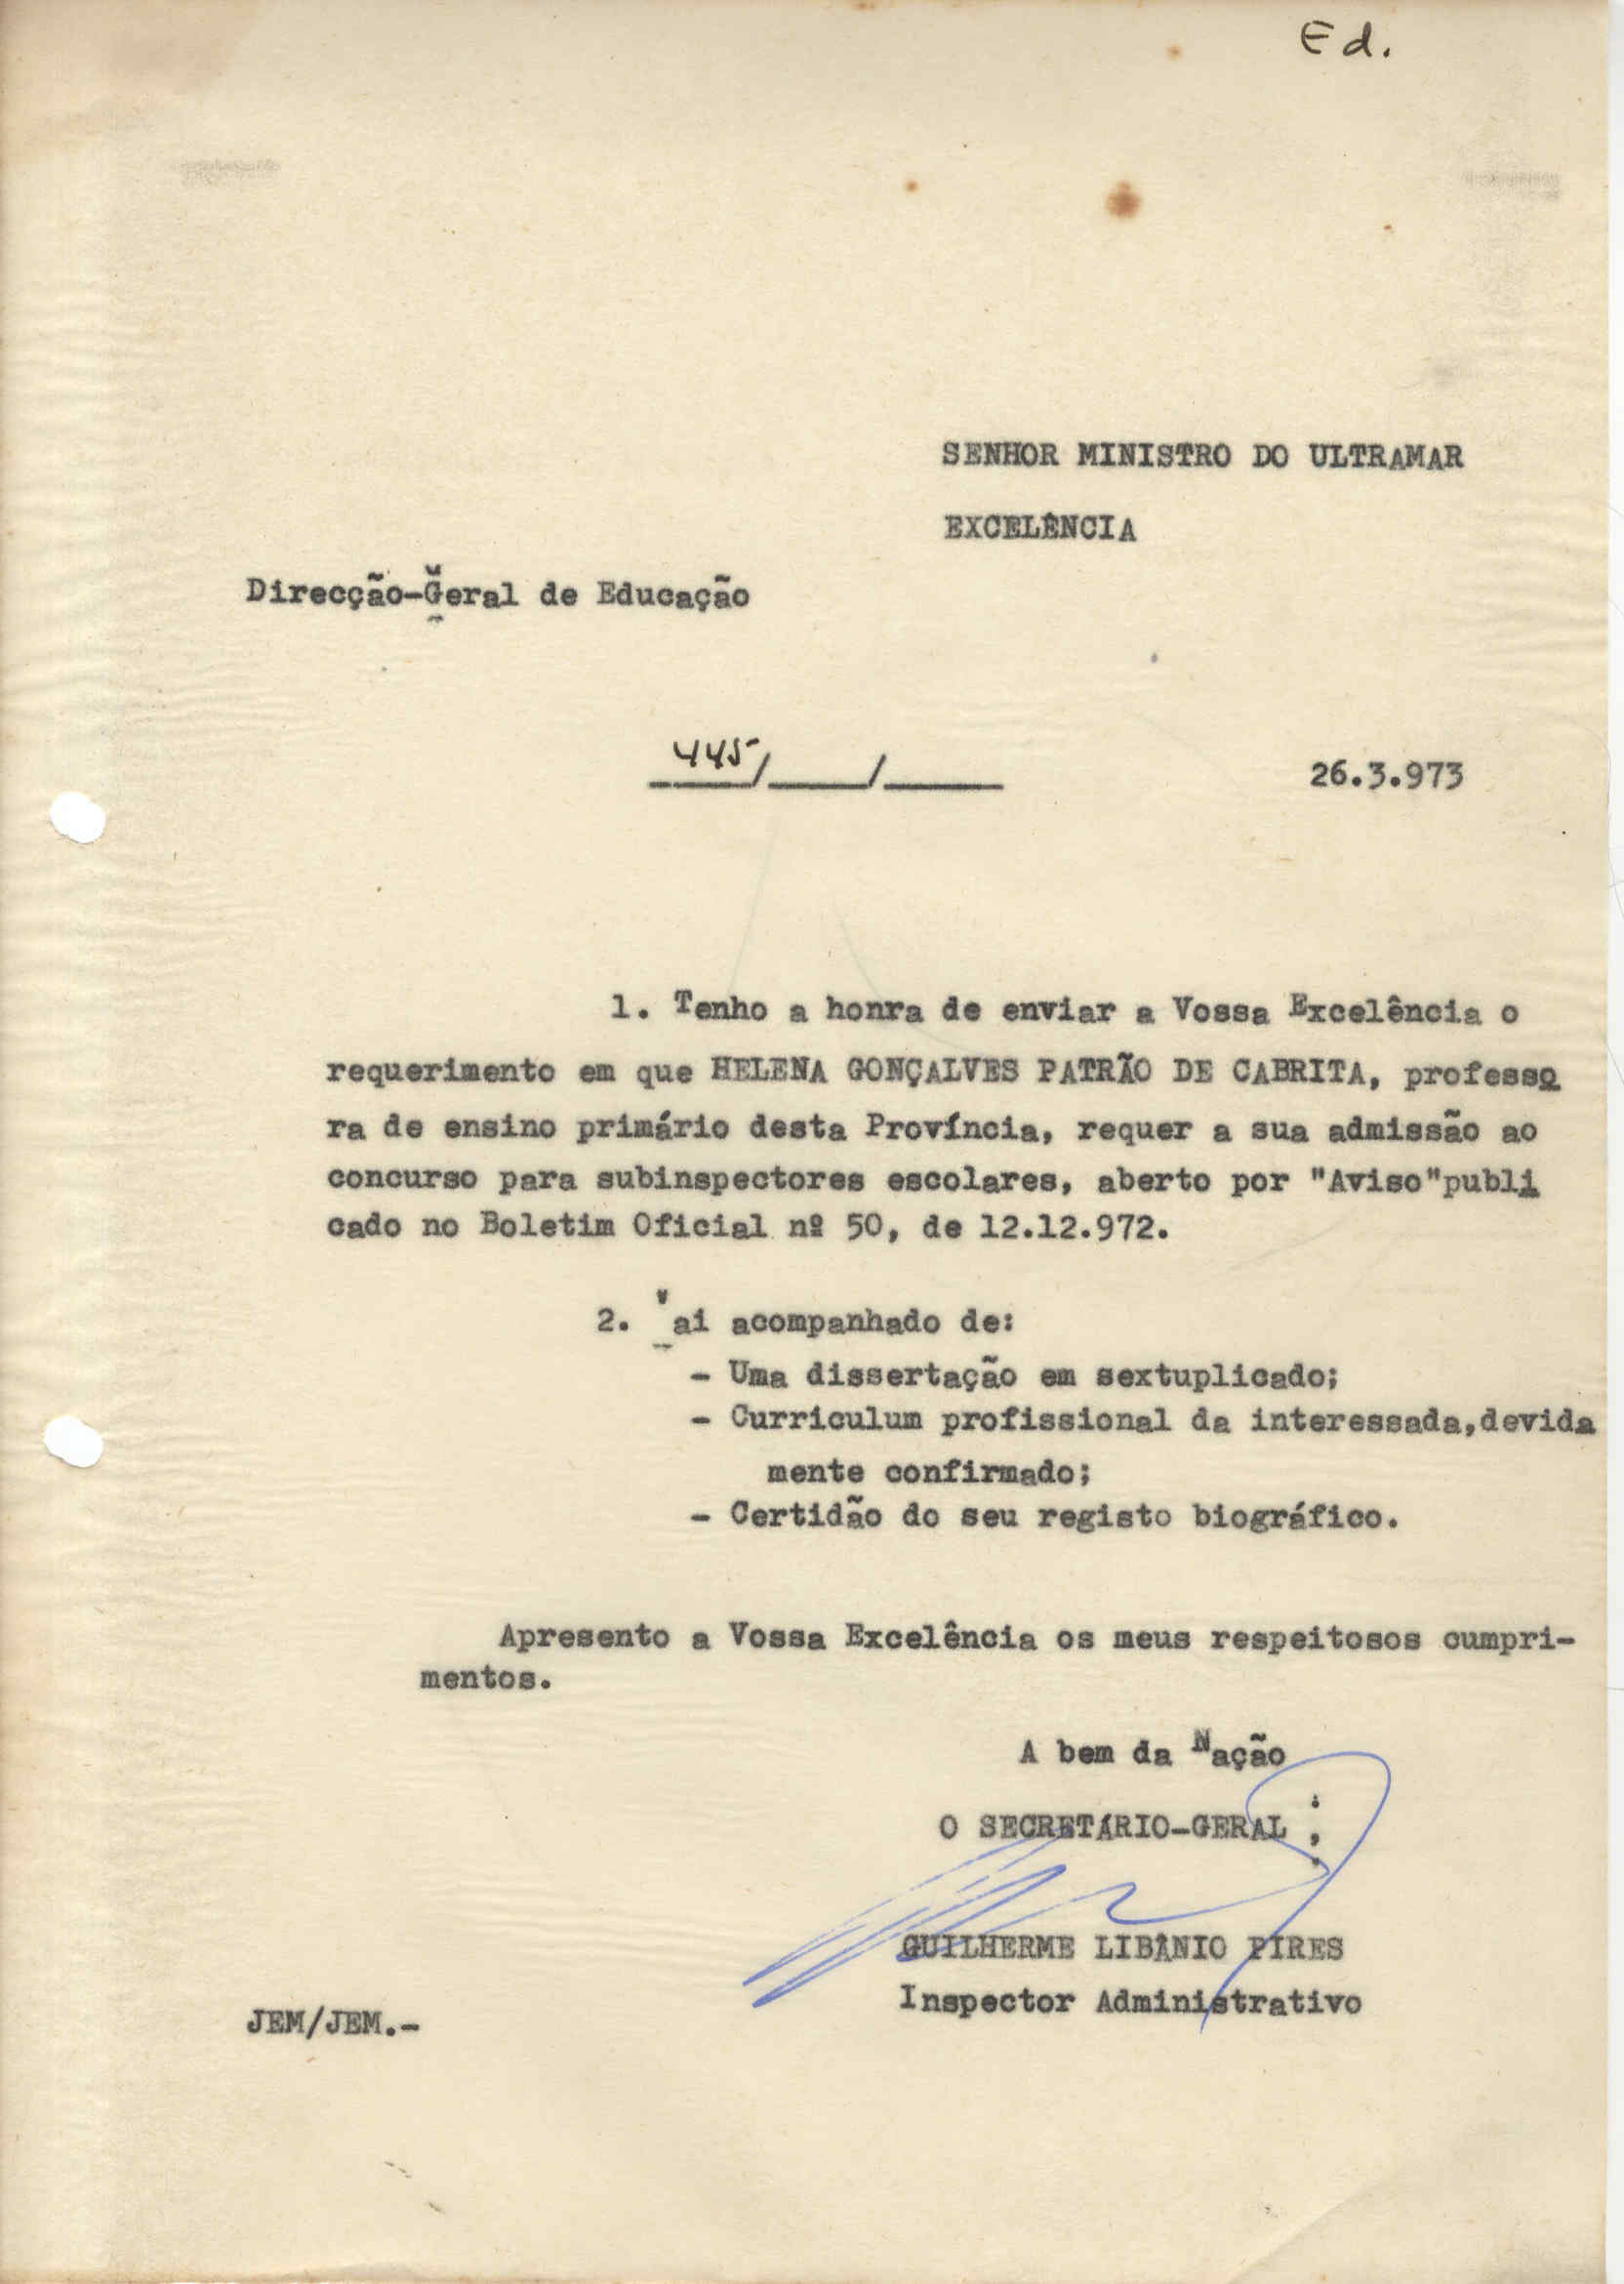 Ed.
SENHOR MINISTRO DO ULTRAMAR
EXCELÊNCIA
Direcção-Geral de Educação
445/____/____
26.3.973
1. Tenho a honra de enviar a Vossa Excelência o
requerimento em que HELENA GONÇALVES PATRÃO DE CABRITA, professo
ra de ensino primário desta Província, requer a sua admissão ao
concurso para subinspectores escolares, aberto por "Aviso"publi
cado no Boletim Oficial nº 50, de 12.12.972.
2. Vai acompanhado de:
- Uma dissertação em sextuplicado;
- Curriculum profissional da interessada,devida
mente confirmado;
- Certidão do seu registo biográfico.
Apresento a Vossa Excelência os meus respeitosos cumpri-
mentos.
A bem da Nação
O SECRETÁRIO-GERAL
GUILHERME LIBÂNIO PIRES
Inspector Administrativo
JEM/JEM.-